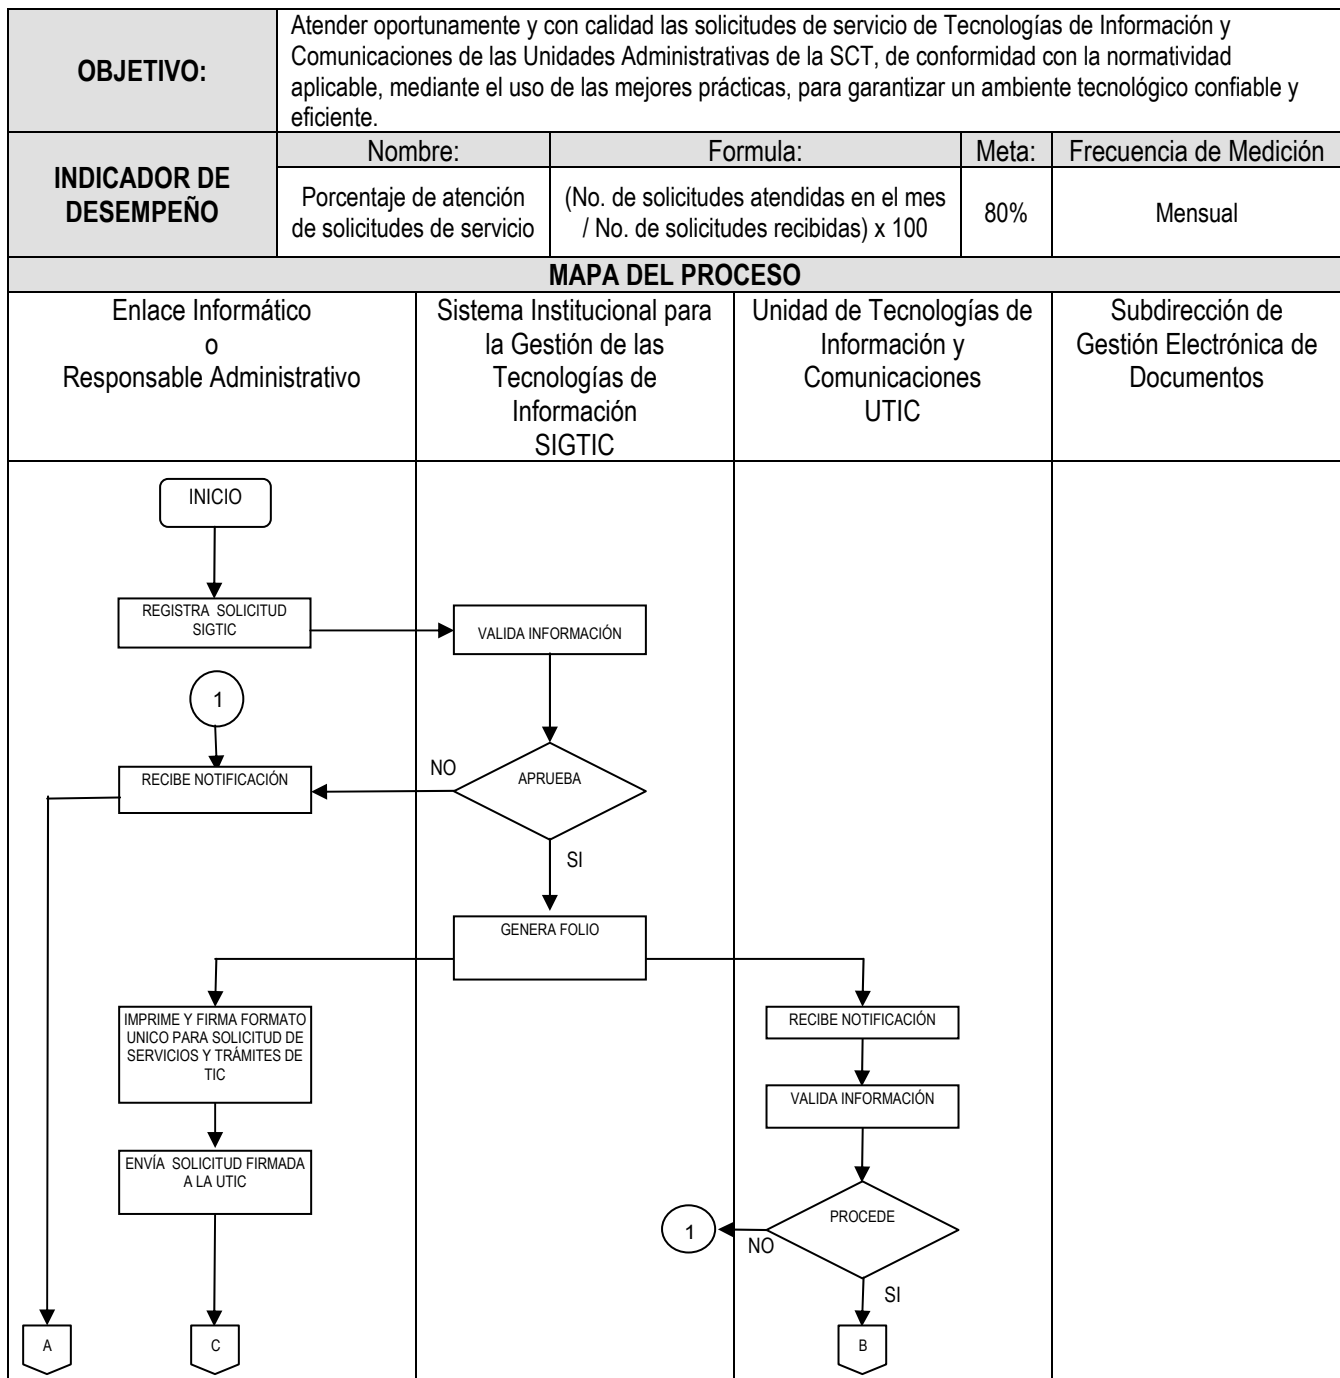 OBJETIVO:
Atender oportunamente y con calidad las solicitudes de servicio de Tecnologías de Información y
Comunicaciones de las Unidades Administrativas de la SCT, de conformidad con la normatividad
aplicable, mediante el uso de las mejores prácticas, para garantizar un ambiente tecnológico confiable y
eficiente.
INDICADOR DE
DESEMPEÑO
Nombre:
Formula:
Meta:
Frecuencia de Medición
Porcentaje de atención
de solicitudes de servicio
(No. de solicitudes atendidas en el mes
/ No. de solicitudes recibidas) x 100
80%
Mensual
MAPA DEL PROCESO
Enlace Informático
o
Responsable Administrativo
Sistema Institucional para
la Gestión de las
Tecnologías de
Información
SIGTIC
Unidad de Tecnologías de
Información y
Comunicaciones
UTIC
Subdirección de
Gestión Electrónica de
Documentos
INICIO
REGISTRA SOLICITUD
SIGTIC
VALIDA INFORMACIÓN
1
RECIBE NOTIFICACIÓN
NO
APRUEBA
SI
GENERA FOLIO
IMPRIME Y FIRMA FORMATO
UNICO PARA SOLICITUD DE
SERVICIOS Y TRÁMITES DE
TIC
RECIBE NOTIFICACIÓN
VALIDA INFORMACIÓN
ENVÍA SOLICITUD FIRMADA
A LA UTIC
PROCEDE
1
NO
SI
A
C
B